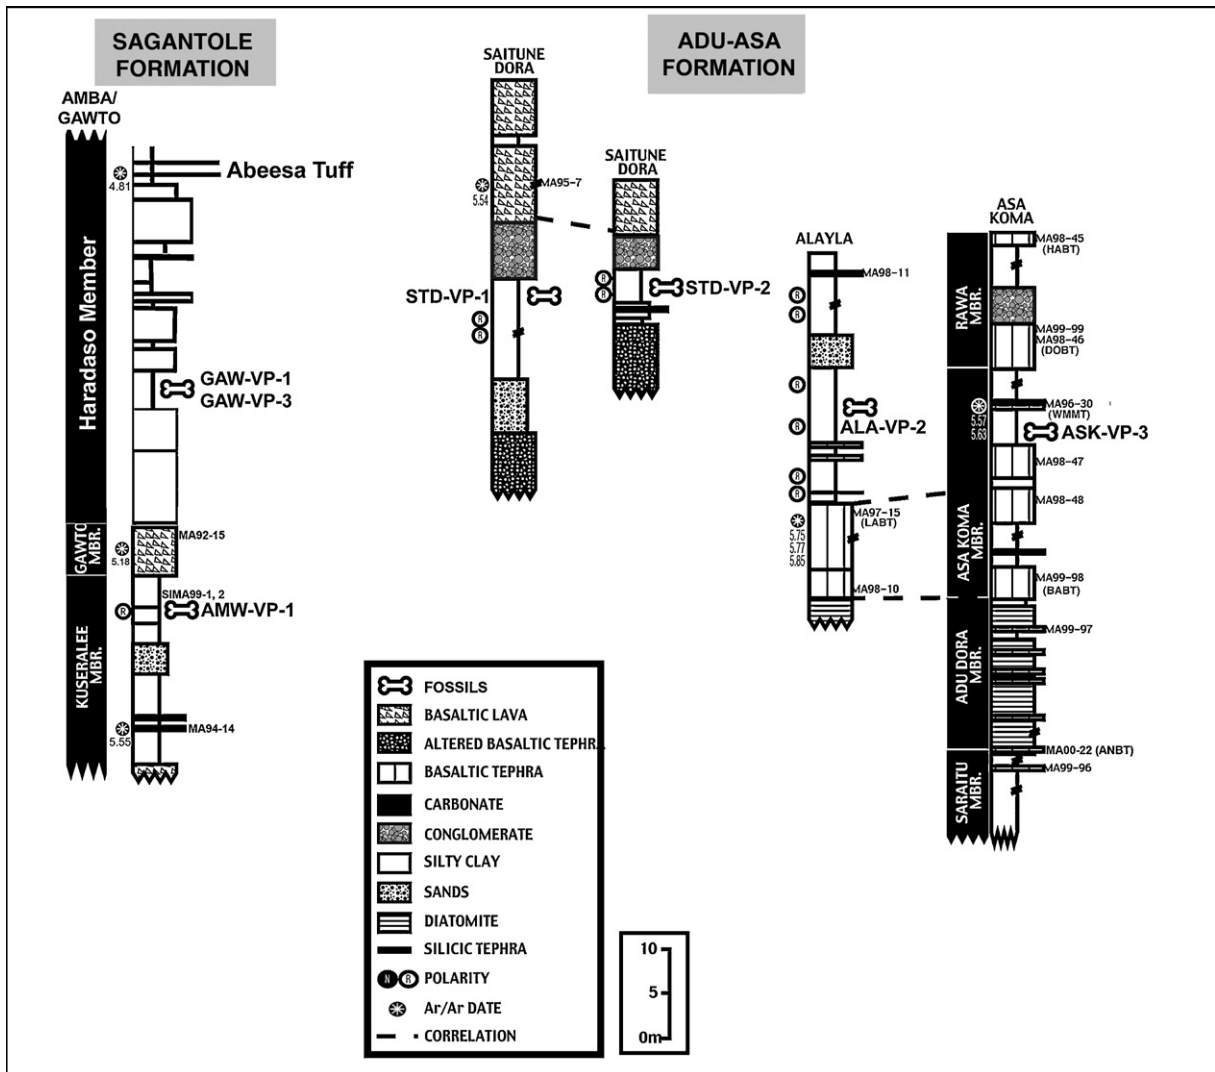 SAGANTOLE
FORMATION
ADU-ASA
FORMATION
AMBA/
GAWTO
Haradaso Member
GAWTO
MBR.
KUSERALEE
MBR.
4.81
Abeesa Tuff
GAW-VP-1
GAW-VP-3
MA92-15
5.18
SIMA99-1, 2
R
AMW-VP-1
MA94-14
5.55
SAITUNE
DORA
MA95-7
5.54
STD-VP-1
R
R
SAITUNE
DORA
R
R
STD-VP-2
ALAYLA
MA98-11
R
R
R
ALA-VP-2
R
R
R
MA97-15
(LABT)
5.75
5.77
5.85
MA98-10
ASA
KOMA
RAWA
MBR.
ASA KOMA
MBR.
ADU DORA
MBR.
SARAITU
MBR.
MA98-45
(HABT)
MA99-99
MA98-46
(DOBT)
MA96-30
(WMMT)
5.57
5.63
ASK-VP-3
MA98-47
MA98-48
MA99-98
(BABT)
MA99-97
MA00-22 (ANBT)
MA99-96
FOSSILS
BASALTIC LAVA
ALTERED BASALTIC TEPHRA
BASALTIC TEPHRA
CARBONATE
CONGLOMERATE
SILTY CLAY
SANDS
DIATOMITE
SILICIC TEPHRA
N R POLARITY
Ar/Ar DATE
CORRELATION
10
5
0m